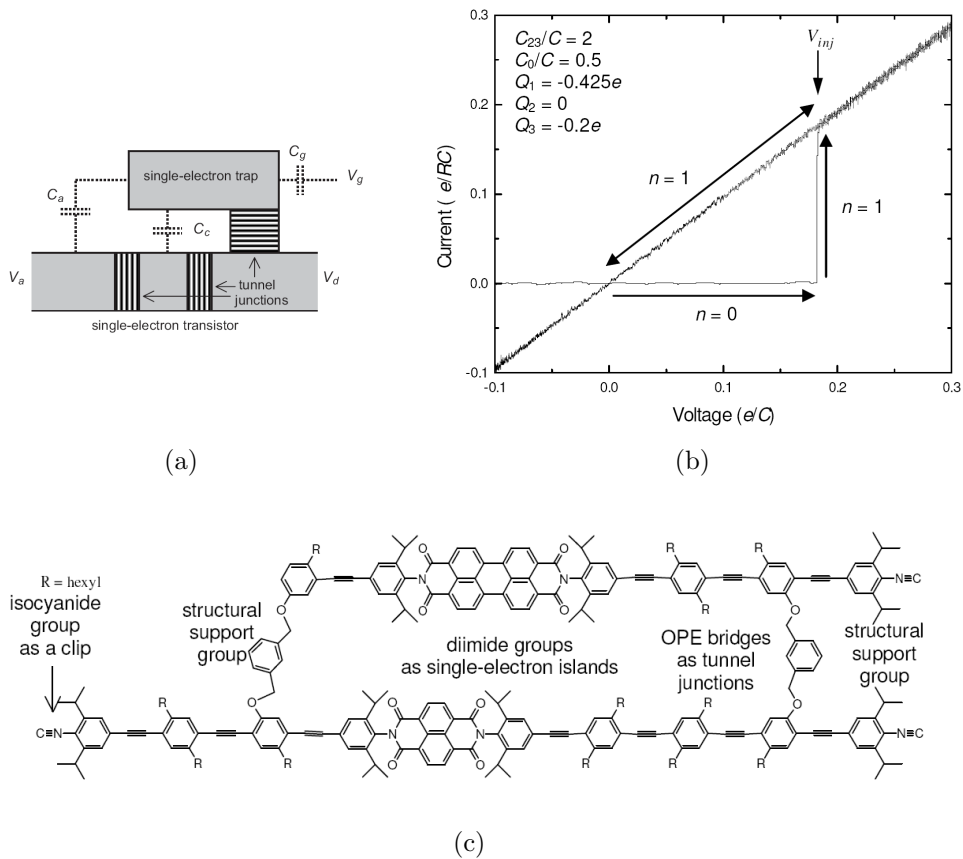 (a)
C_g
V_g
single-electron trap
C_a
C_c
V_a
V_d
tunnel
junctions
single-electron transistor
(b)
C_23/C = 2
C_0/C = 0.5
Q_1 = -0.425e
Q_2 = 0
Q_3 = -0.2e
V_inj
n = 1
n = 1
n = 0
0.3
0.2
0.1
0.0
-0.1
Current ( e/RC)
-0.1
0.0
0.1
0.2
0.3
Voltage (e/C)
(a)
(b)
R = hexyl
isocyanide
group
as a clip
structural
support
group
diimide groups
as single-electron islands
OPE bridges
as tunnel
junctions
structural
support
group
R
O
O
O
N
N
O
O
R
R
R
O
N≡C
O
O
C≡N
R
R
O
R
O
O
N
N
O
O
R
R
R
R
O
R
N≡C
(c)